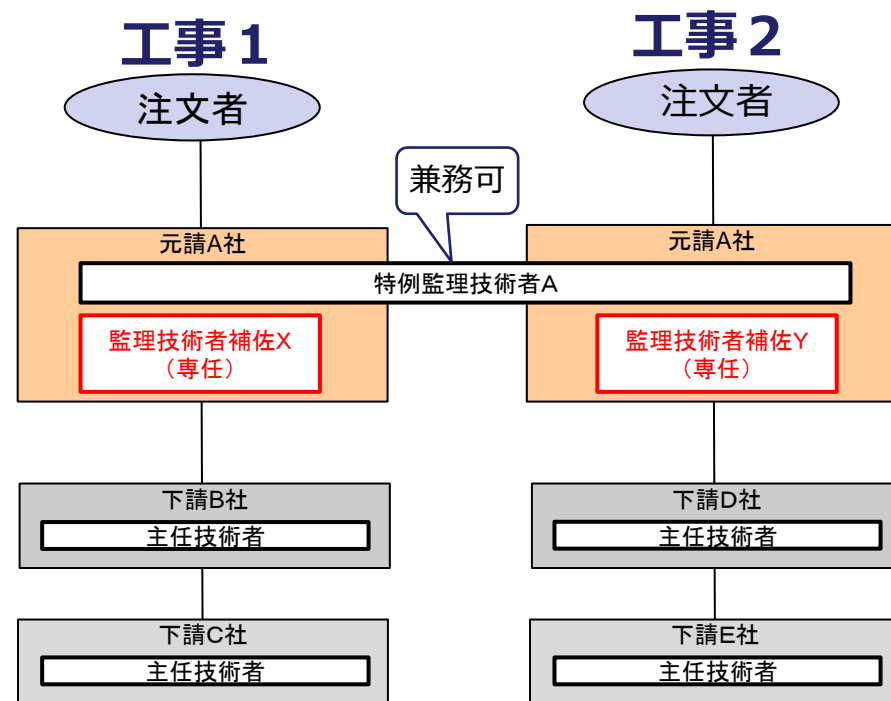 工事１
工事２
注文者
注文者
兼務可
元請A社
元請A社
特例監理技術者A
監理技術者補佐X
（専任）
監理技術者補佐Y
（専任）
下請B社
主任技術者
下請D社
主任技術者
下請C社
主任技術者
下請E社
主任技術者